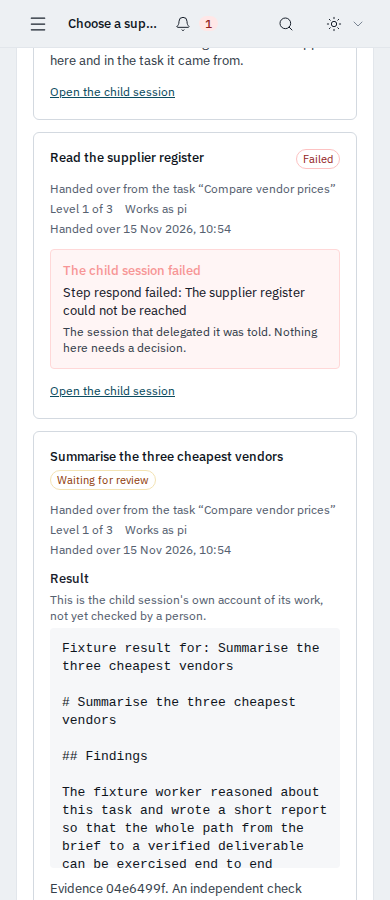 Choose a sup...
1
here and in the task it came from.
Open the child session
Read the supplier register
Failed
Handed over from the task “Compare vendor prices”
Level 1 of 3 Works as pi
Handed over 15 Nov 2026, 10:54
The child session failed
Step respond failed: The supplier register
could not be reached
The session that delegated it was told. Nothing
here needs a decision.
Open the child session
Summarise the three cheapest vendors
Waiting for review
Handed over from the task “Compare vendor prices”
Level 1 of 3 Works as pi
Handed over 15 Nov 2026, 10:54
Result
This is the child session's own account of its work,
not yet checked by a person.
Fixture result for: Summarise the
three cheapest vendors
# Summarise the three cheapest
vendors
## Findings
The fixture worker reasoned about
this task and wrote a short report
so that the whole path from the
brief to a verified deliverable
can be exercised end to end
Evidence 04e6499f. An independent check